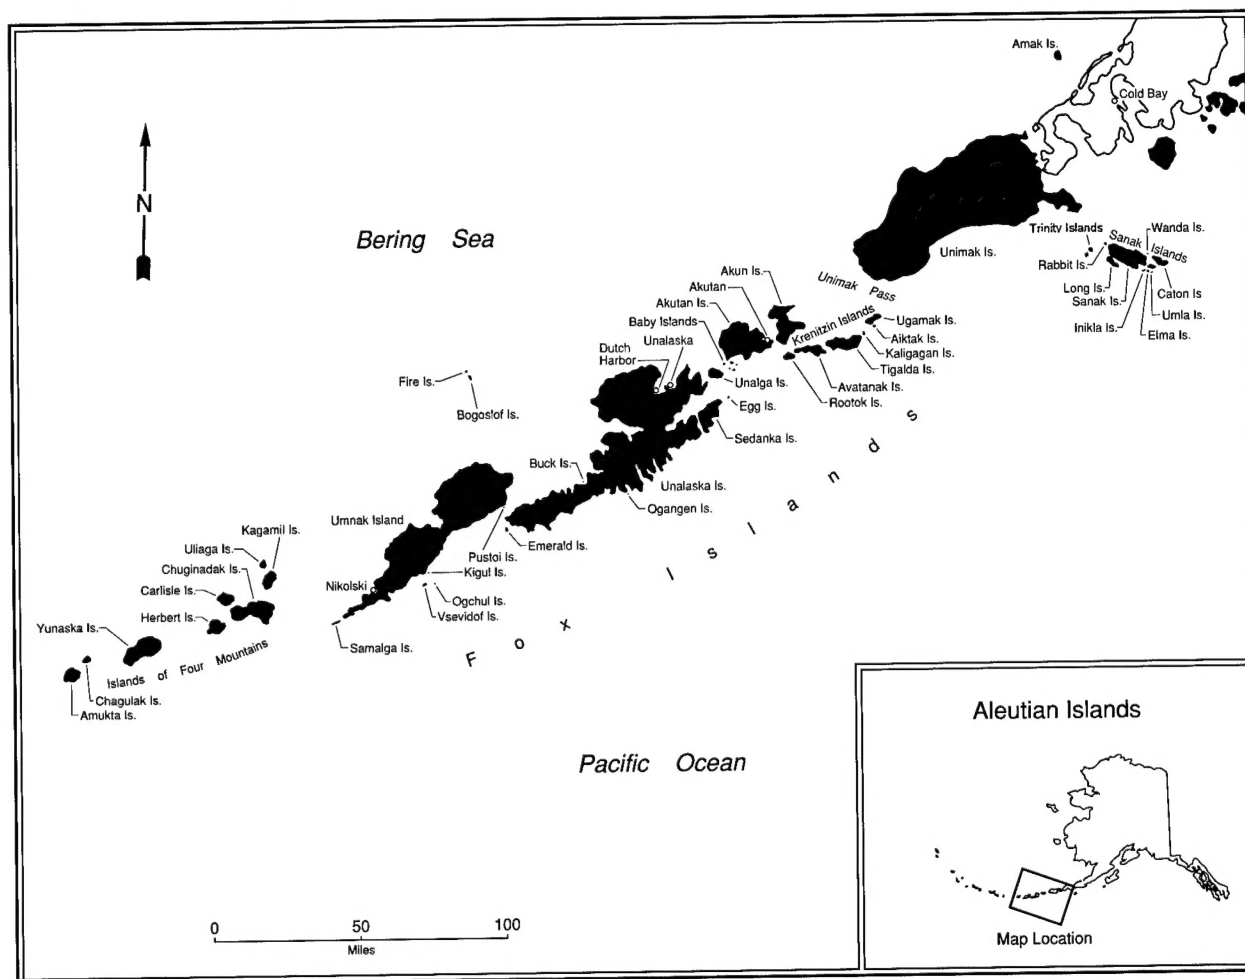 Amak Is.
Cold Bay
N
Bering Sea
Unimak Is.
Trinity Islands
Wanda Is.
Sanak Islands
Rabbit Is.
Long Is.
Sanak Is.
Caton Is
Umla Is.
Inikla Is.
Elma Is.
Unimak Pass
Akun Is.
Akutan
Akutan Is.
Krenitzin Islands
Ugamak Is.
Baby Islands
Aiktak Is.
Unalaska
Kaligagan Is.
Dutch
Harbor
Tigalda Is.
Unalga Is.
Avatanak Is.
Fire Is.
Rootok Is.
Egg Is.
Bogoslof Is.
Sedanka Is.
Buck Is.
Unalaska Is.
Ogangen Is.
Fox Islands
Umnak Island
Kagamil Is.
Emerald Is.
Uliaga Is.
Pustoi Is.
Chuginadak Is.
Kigul Is.
Carlisle Is.
Nikolski
Ogchul Is.
Herbert Is.
Vsevidof Is.
Yunaska Is.
Samalga Is.
Islands of Four Mountains
Chagulak Is.
Amukta Is.
Pacific Ocean
0 50 100
Miles
Aleutian Islands
Map Location